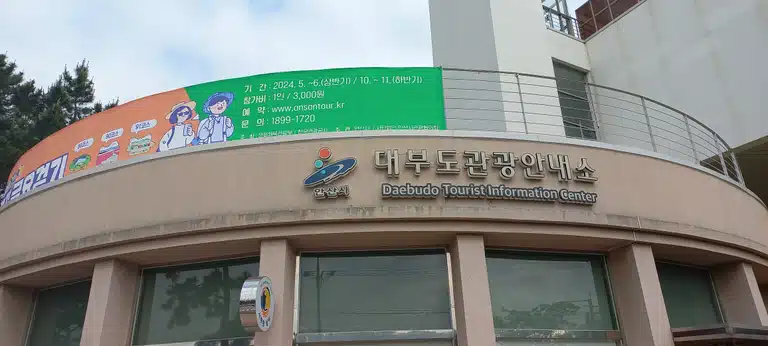 기 간 : 2024. 5. ~6.(상반기) / 10. ~ 11.(하반기)
참가비 : 1인 / 3,000원
예 약 : www.ansantour.kr
문 의 : 1899-1720
대부도관광안내소
안산시
Daebudo Tourist Information Center